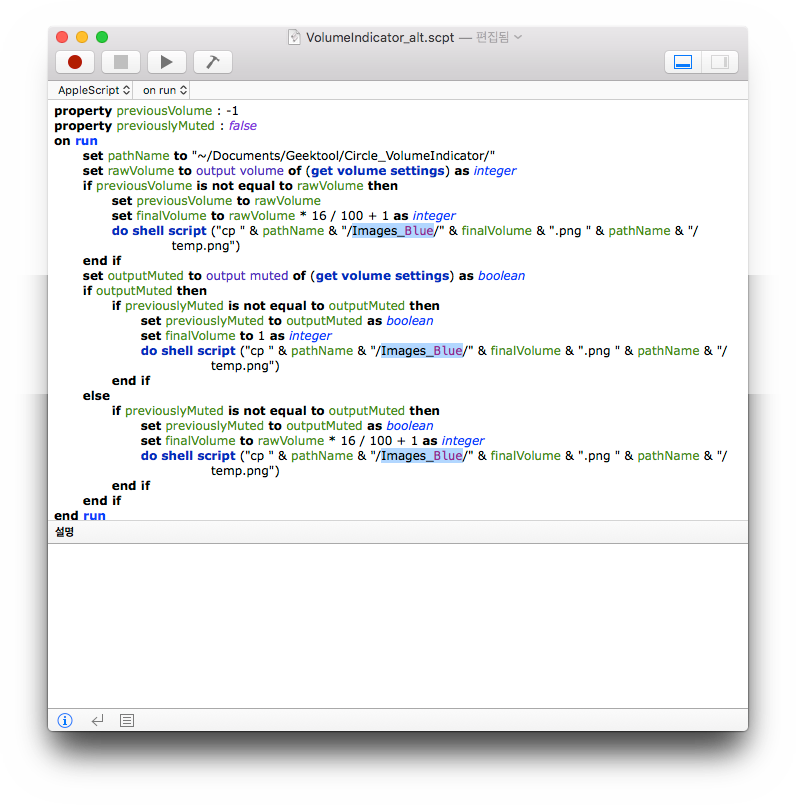 VolumeIndicator_alt.scpt — 편집됨
AppleScript
on run
property previousVolume : -1
property previouslyMuted : false
on run
set pathName to "~/Documents/Geektool/Circle_VolumeIndicator/"
set rawVolume to output volume of (get volume settings) as integer
if previousVolume is not equal to rawVolume then
set previousVolume to rawVolume
set finalVolume to rawVolume * 16 / 100 + 1 as integer
do shell script ("cp " & pathName & "/Images_Blue/" & finalVolume & ".png " & pathName & "/
temp.png")
end if
set outputMuted to output muted of (get volume settings) as boolean
if outputMuted then
if previouslyMuted is not equal to outputMuted then
set previouslyMuted to outputMuted as boolean
set finalVolume to 1 as integer
do shell script ("cp " & pathName & "/Images_Blue/" & finalVolume & ".png " & pathName & "/
temp.png")
end if
else
if previouslyMuted is not equal to outputMuted then
set previouslyMuted to outputMuted as boolean
set finalVolume to rawVolume * 16 / 100 + 1 as integer
do shell script ("cp " & pathName & "/Images_Blue/" & finalVolume & ".png " & pathName & "/
temp.png")
end if
end if
end run
설명